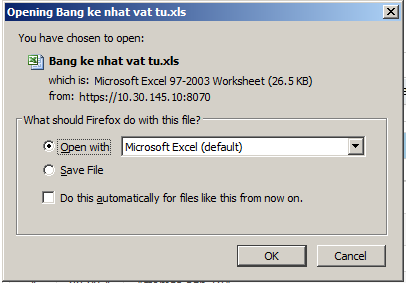 Opening Bang ke nhat vat tu.xls
You have chosen to open:
Bang ke nhat vat tu.xls
which is: Microsoft Excel 97-2003 Worksheet (26.5 KB)
from: https://10.30.145.10:8070
What should Firefox do with this file?
Open with Microsoft Excel (default)
Save File
Do this automatically for files like this from now on.
OK Cancel